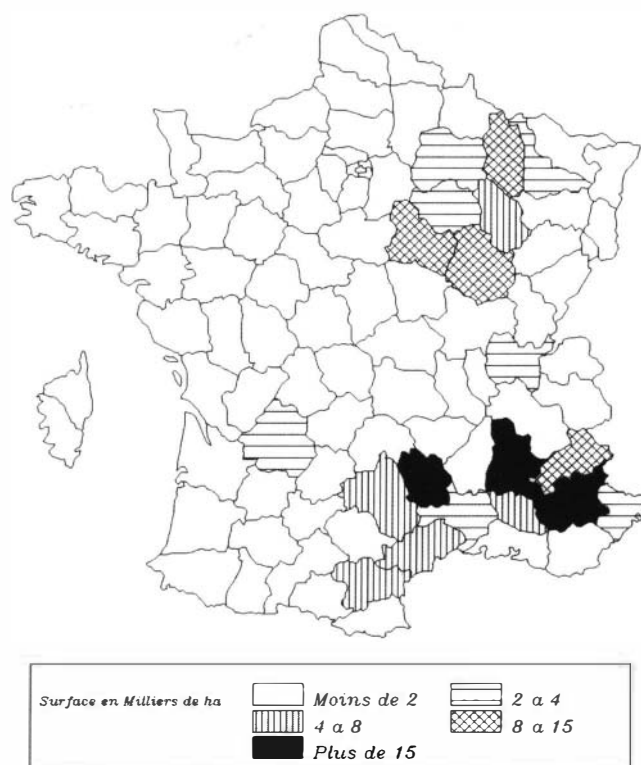 Surface en Milliers de ha
Moins de 2
2 a 4
4 a 8
8 a 15
Plus de 15